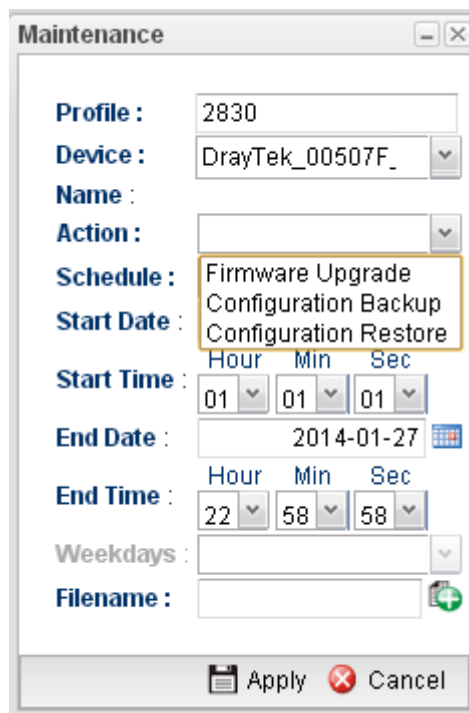 Maintenance
Profile : 2830
Device : DrayTek_00507F_
Name :
Action :
Schedule : Firmware Upgrade
Configuration Backup
Start Date : Configuration Restore
Hour Min Sec
Start Time : 01 01 01
End Date : 2014-01-27
Hour Min Sec
End Time : 22 58 58
Weekdays :
Filename :
Apply Cancel